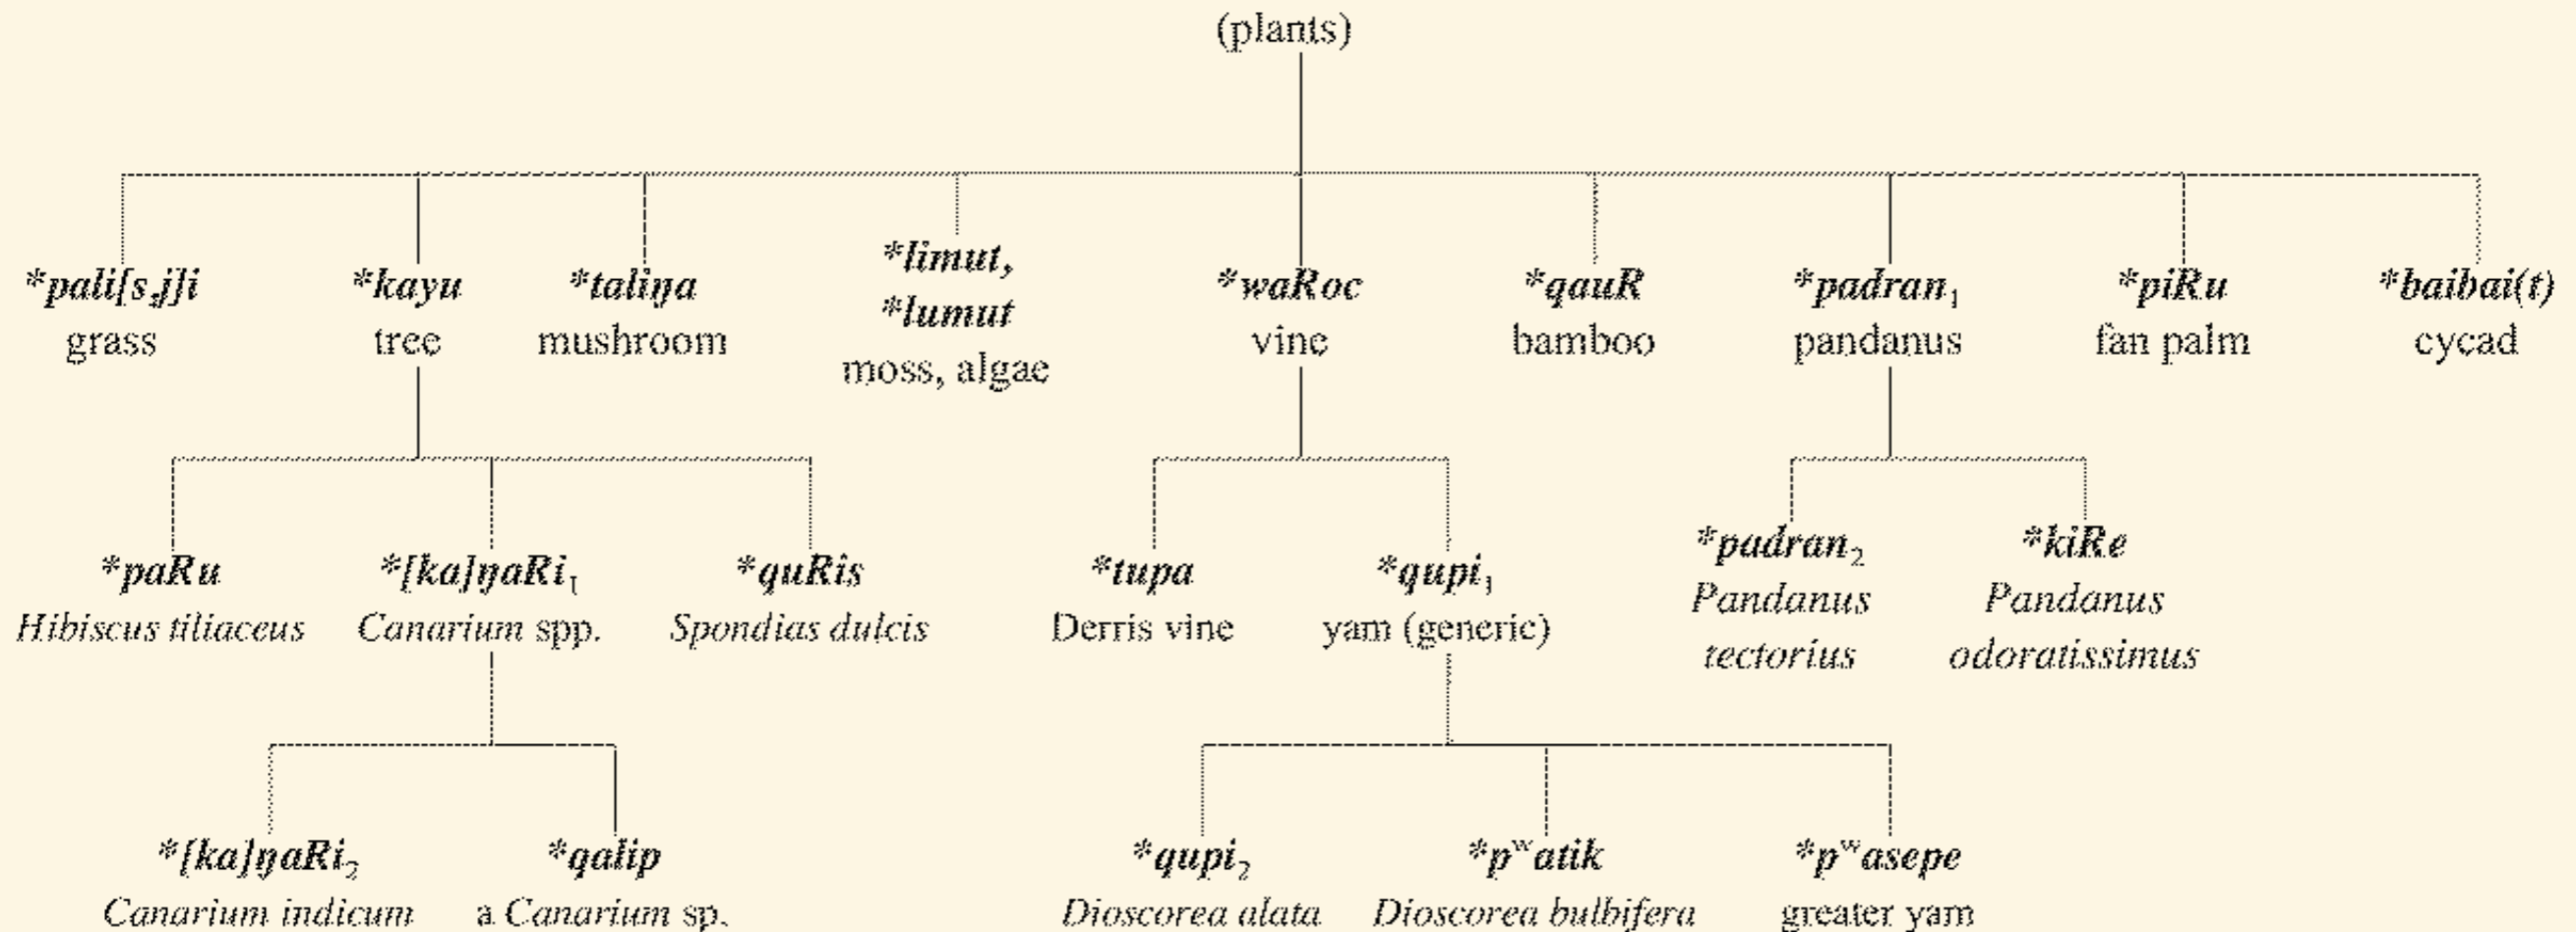 (plants)
*pali[s,j]i *kayu *taliŋa *limut, *waRoc *qauR *padran₁ *piRu *baibai(t)
*lumut
grass tree mushroom moss, algae vine bamboo pandanus fan palm cycad
*paRu *[ka]ŋaRi₁ *quRis *tupa *qupi₁ *padran₂ *kiRe
Hibiscus tiliaceus Canarium spp. Spondias dulcis Derris vine yam (generic) Pandanus Pandanus
tectorius odoratissimus
*[ka]ŋaRi₂ *qalip *qupi₂ *pʷatik *pʷasepe
Canarium indicum a Canarium sp. Dioscorea alata Dioscorea bulbifera greater yam